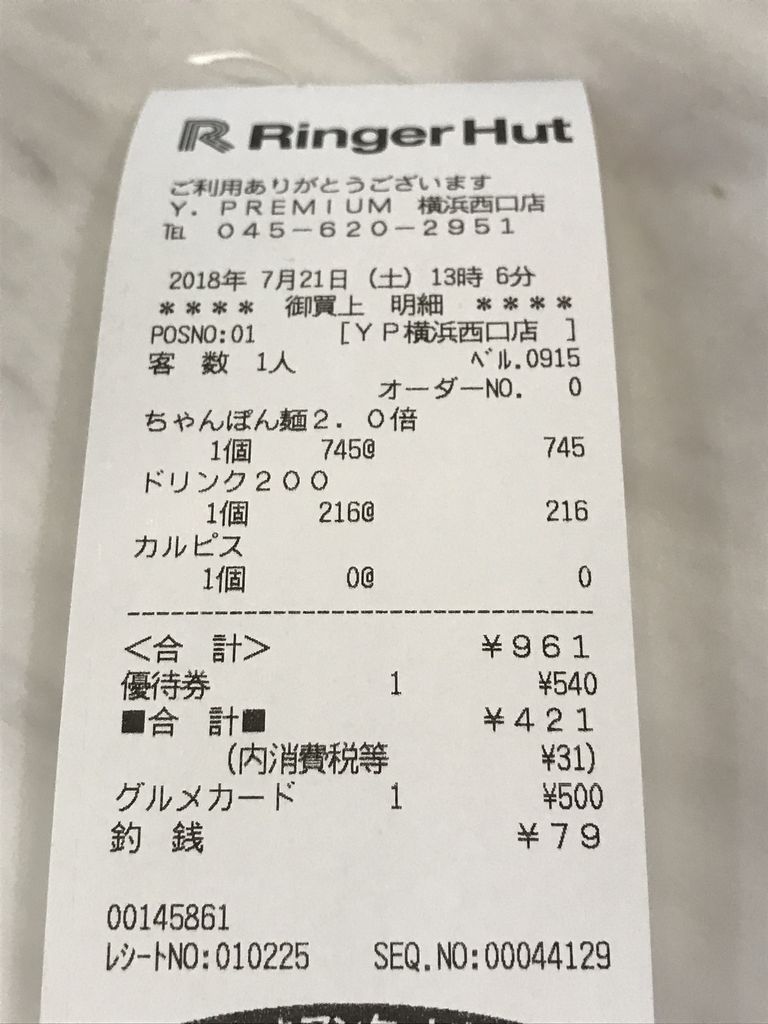 Ringer Hut
ご利用ありがとうございます
Y．PREMIUM 横浜西口店
℡ 045－620－2951
2018年 7月21日（土）13時 6分
＊＊＊＊ 御買上 明細 ＊＊＊＊
POSNO:01 [ＹＰ横浜西口店 ]
客 数 1人 ﾍﾞﾙ.0915
オーダーNO. 0
ちゃんぽん麺２．０倍
1個 745@ 745
ドリンク２００
1個 216@ 216
カルピス
1個 0@ 0
--------------------------------
＜合 計＞ ￥９６１
優待券 1 ¥540
■合 計■ ￥４２１
(内消費税等 ¥31)
グルメカード 1 ¥500
釣 銭 ￥７９
00145861
ﾚｼｰﾄNO:010225 SEQ.NO:00044129